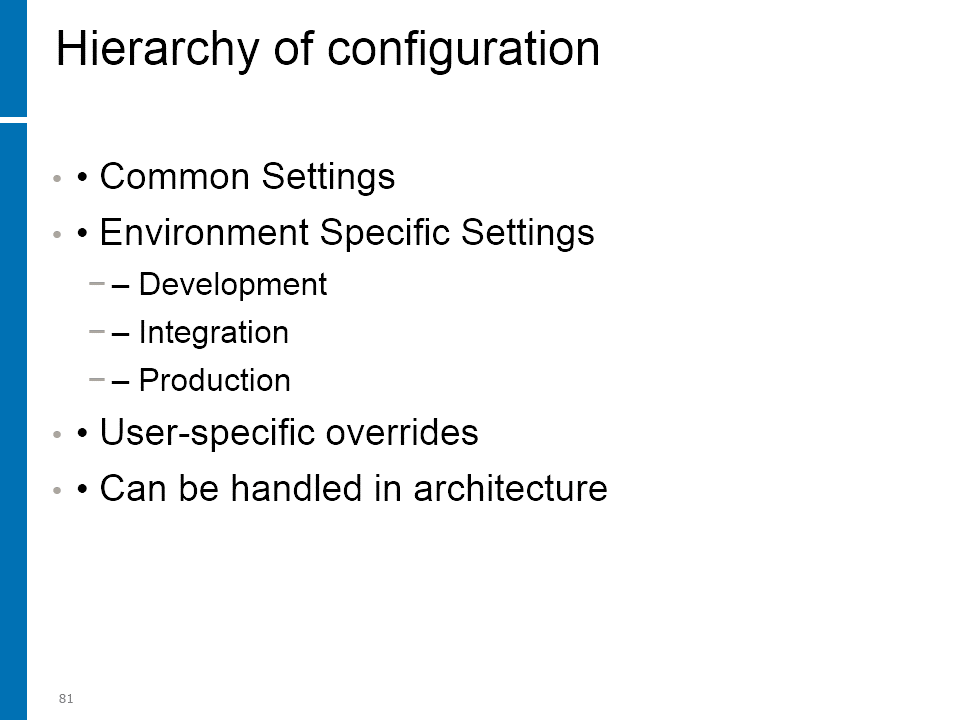 Hierarchy of configuration
• • Common Settings
• • Environment Specific Settings
– – Development
– – Integration
– – Production
• • User-specific overrides
• • Can be handled in architecture
81